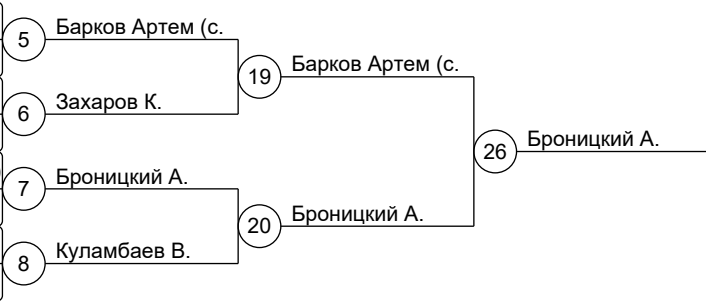 5 Барков Артем (с.
19 Барков Артем (с.
6 Захаров К.
26 Броницкий А.
7 Броницкий А.
20 Броницкий А.
8 Куламбаев В.